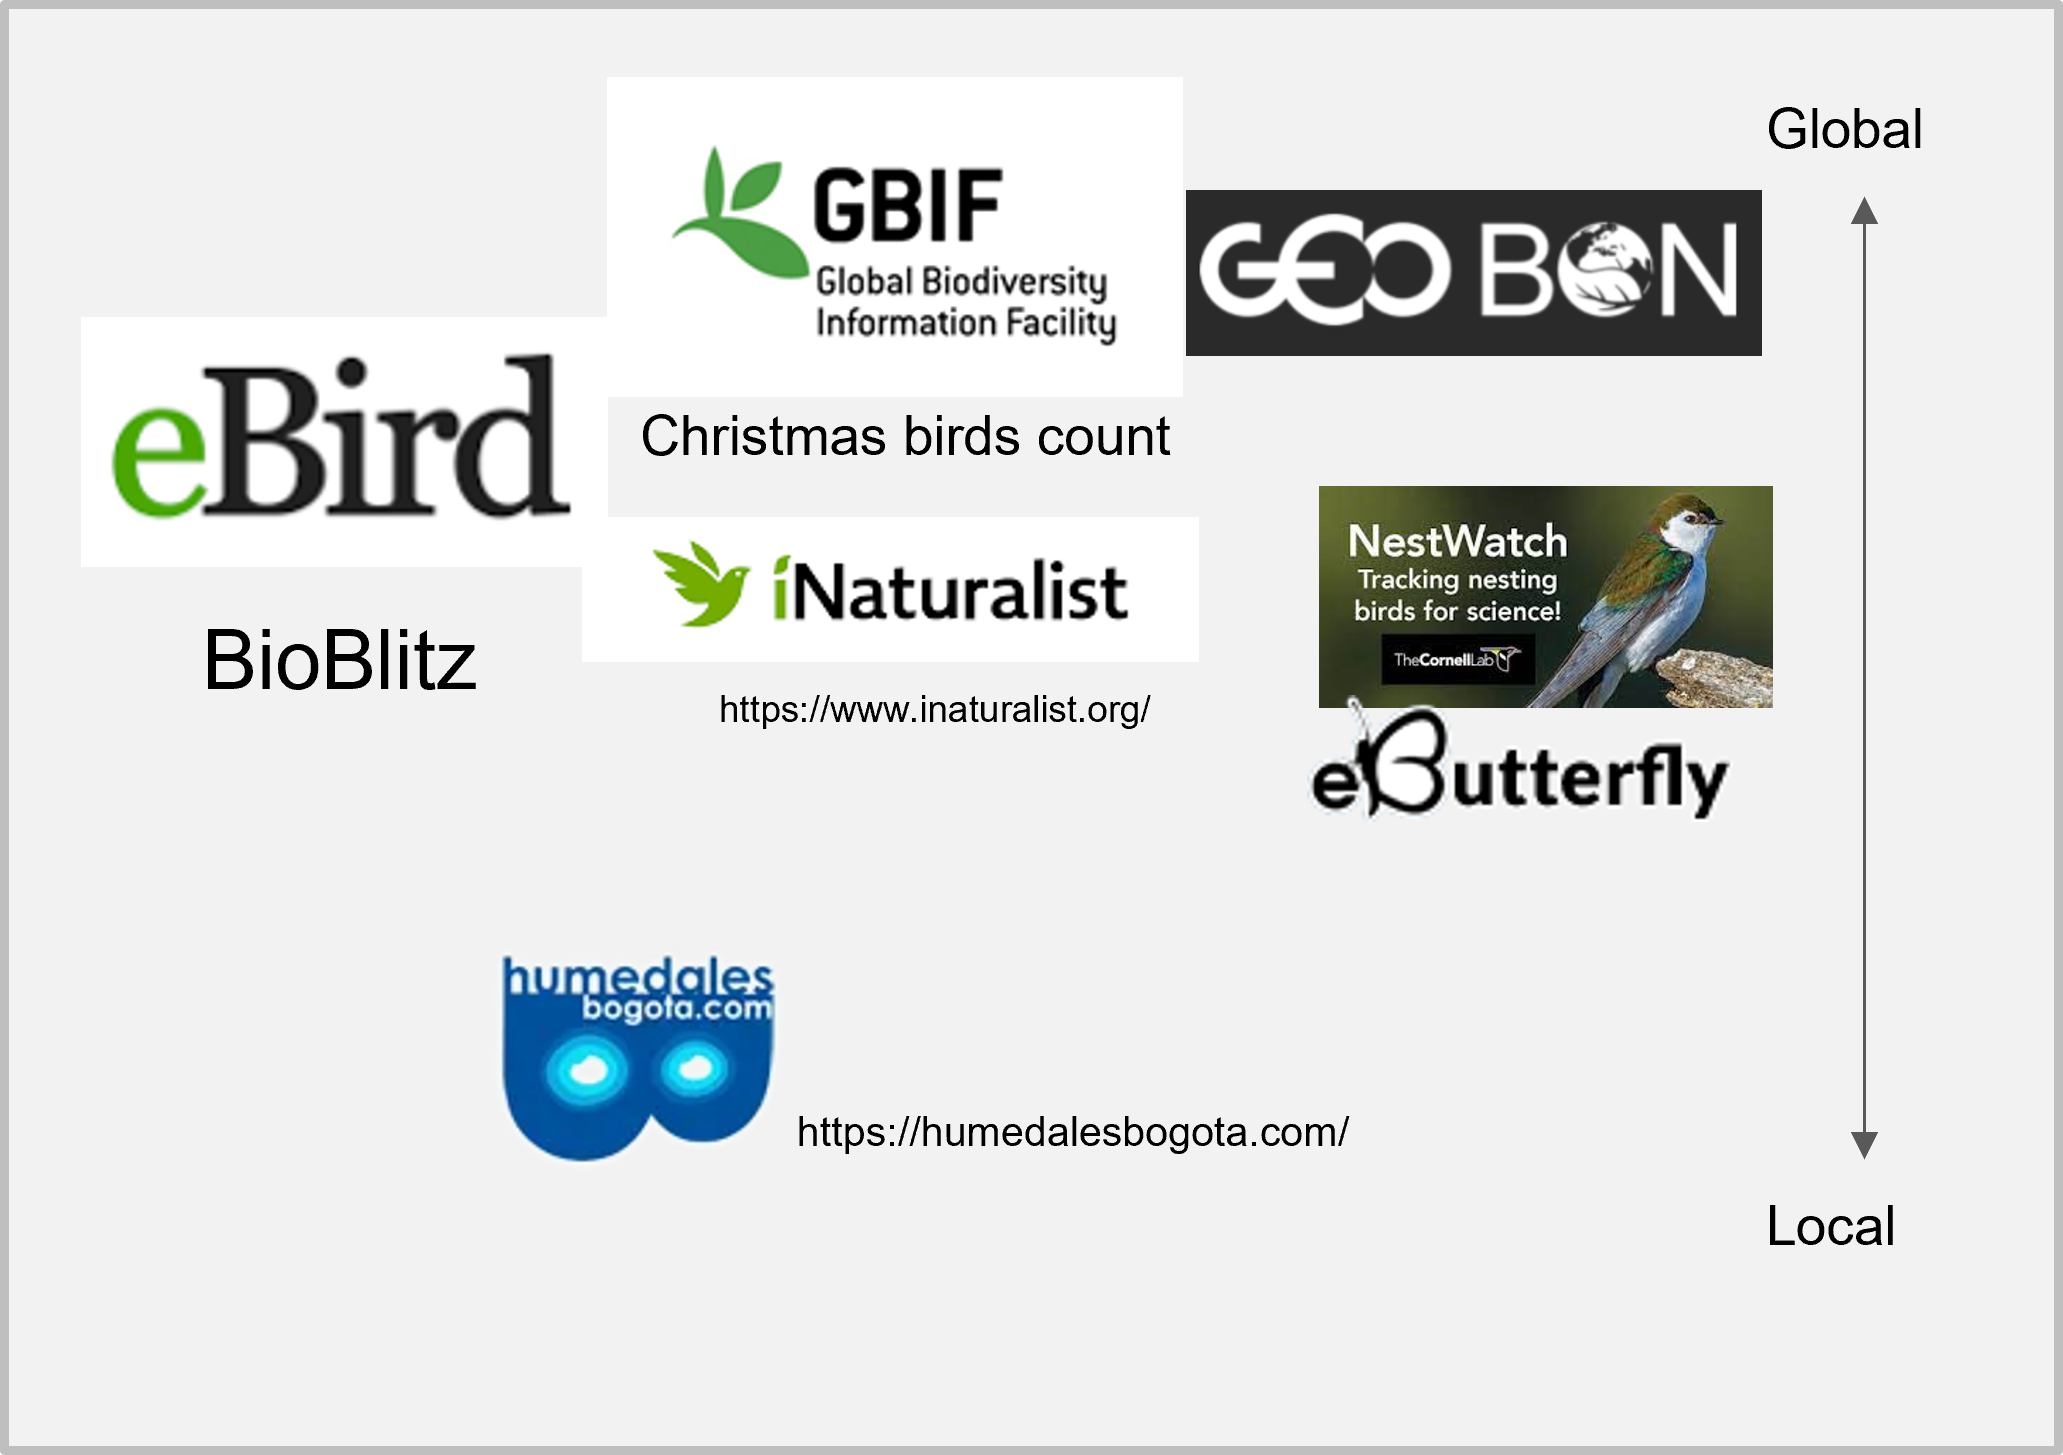 Global
GBIF
Global Biodiversity
Information Facility
GEO BON
eBird
Christmas birds count
iNaturalist
https://www.inaturalist.org/
BioBlitz
NestWatch
Tracking nesting
birds for science!
TheCornellLab
eButterfly
humedales
bogota.com
https://humedalesbogota.com/
Local